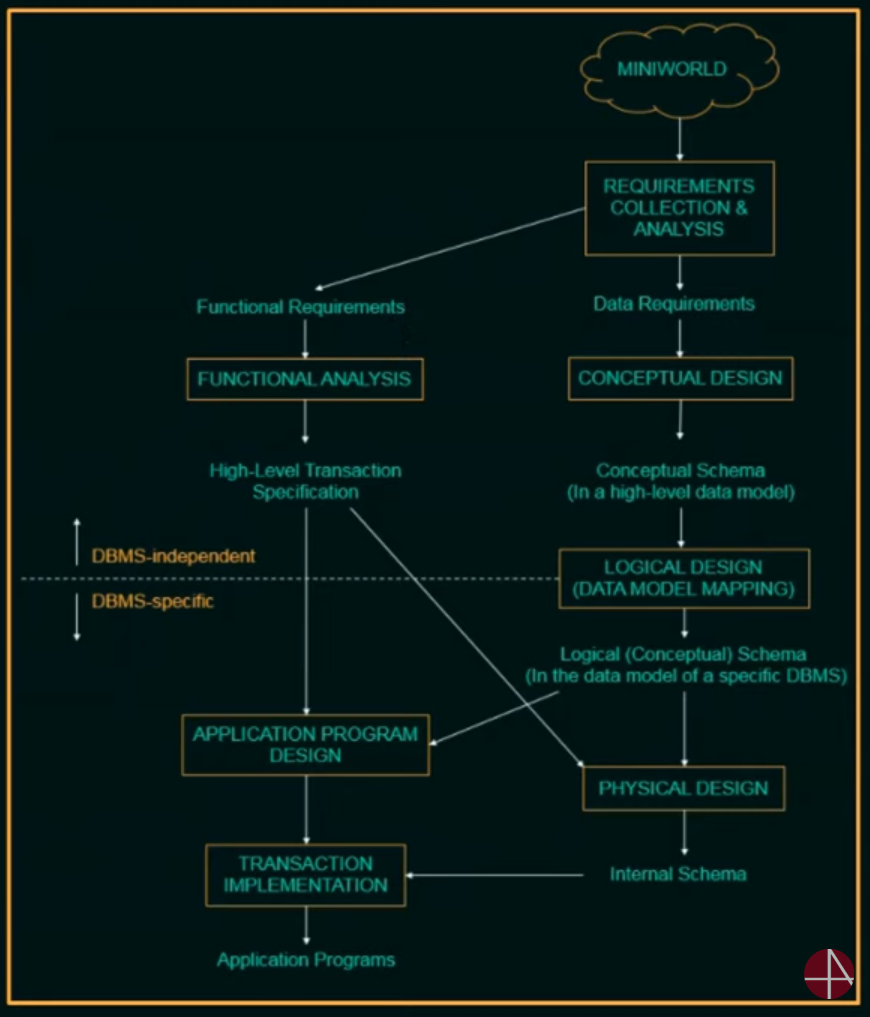 MINIWORLD
REQUIREMENTS
COLLECTION &
ANALYSIS
Functional Requirements
Data Requirements
FUNCTIONAL ANALYSIS
CONCEPTUAL DESIGN
High-Level Transaction
Specification
Conceptual Schema
(In a high-level data model)
DBMS-independent
DBMS-specific
LOGICAL DESIGN
(DATA MODEL MAPPING)
Logical (Conceptual) Schema
(In the data model of a specific DBMS)
APPLICATION PROGRAM
DESIGN
PHYSICAL DESIGN
TRANSACTION
IMPLEMENTATION
Internal Schema
Application Programs